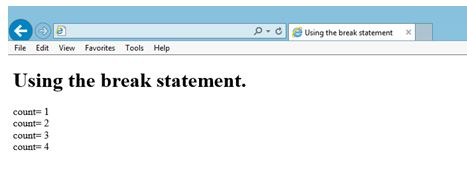 Using the break statement
File Edit View Favorites Tools Help
Using the break statement.
count= 1
count= 2
count= 3
count= 4